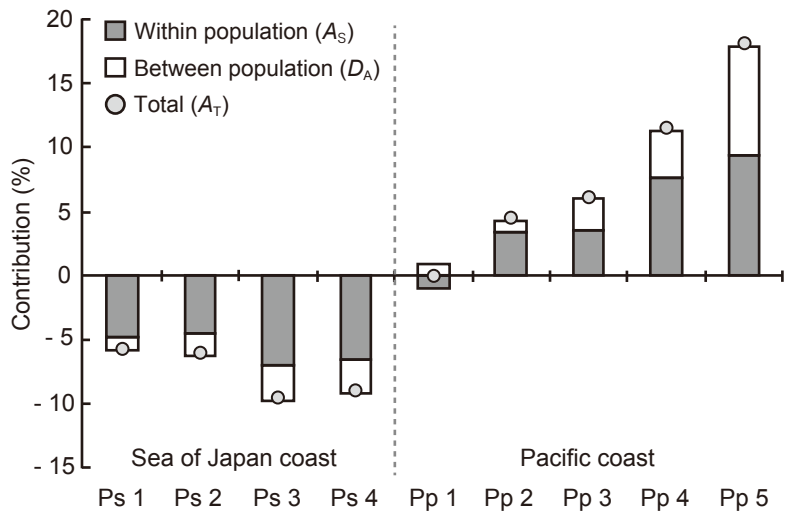 20
15
10
5
0
- 5
- 10
- 15
Contribution (%)
Within population (AS)
Between population (DA)
Total (AT)
Sea of Japan coast
Pacific coast
Ps 1 Ps 2 Ps 3 Ps 4 Pp 1 Pp 2 Pp 3 Pp 4 Pp 5